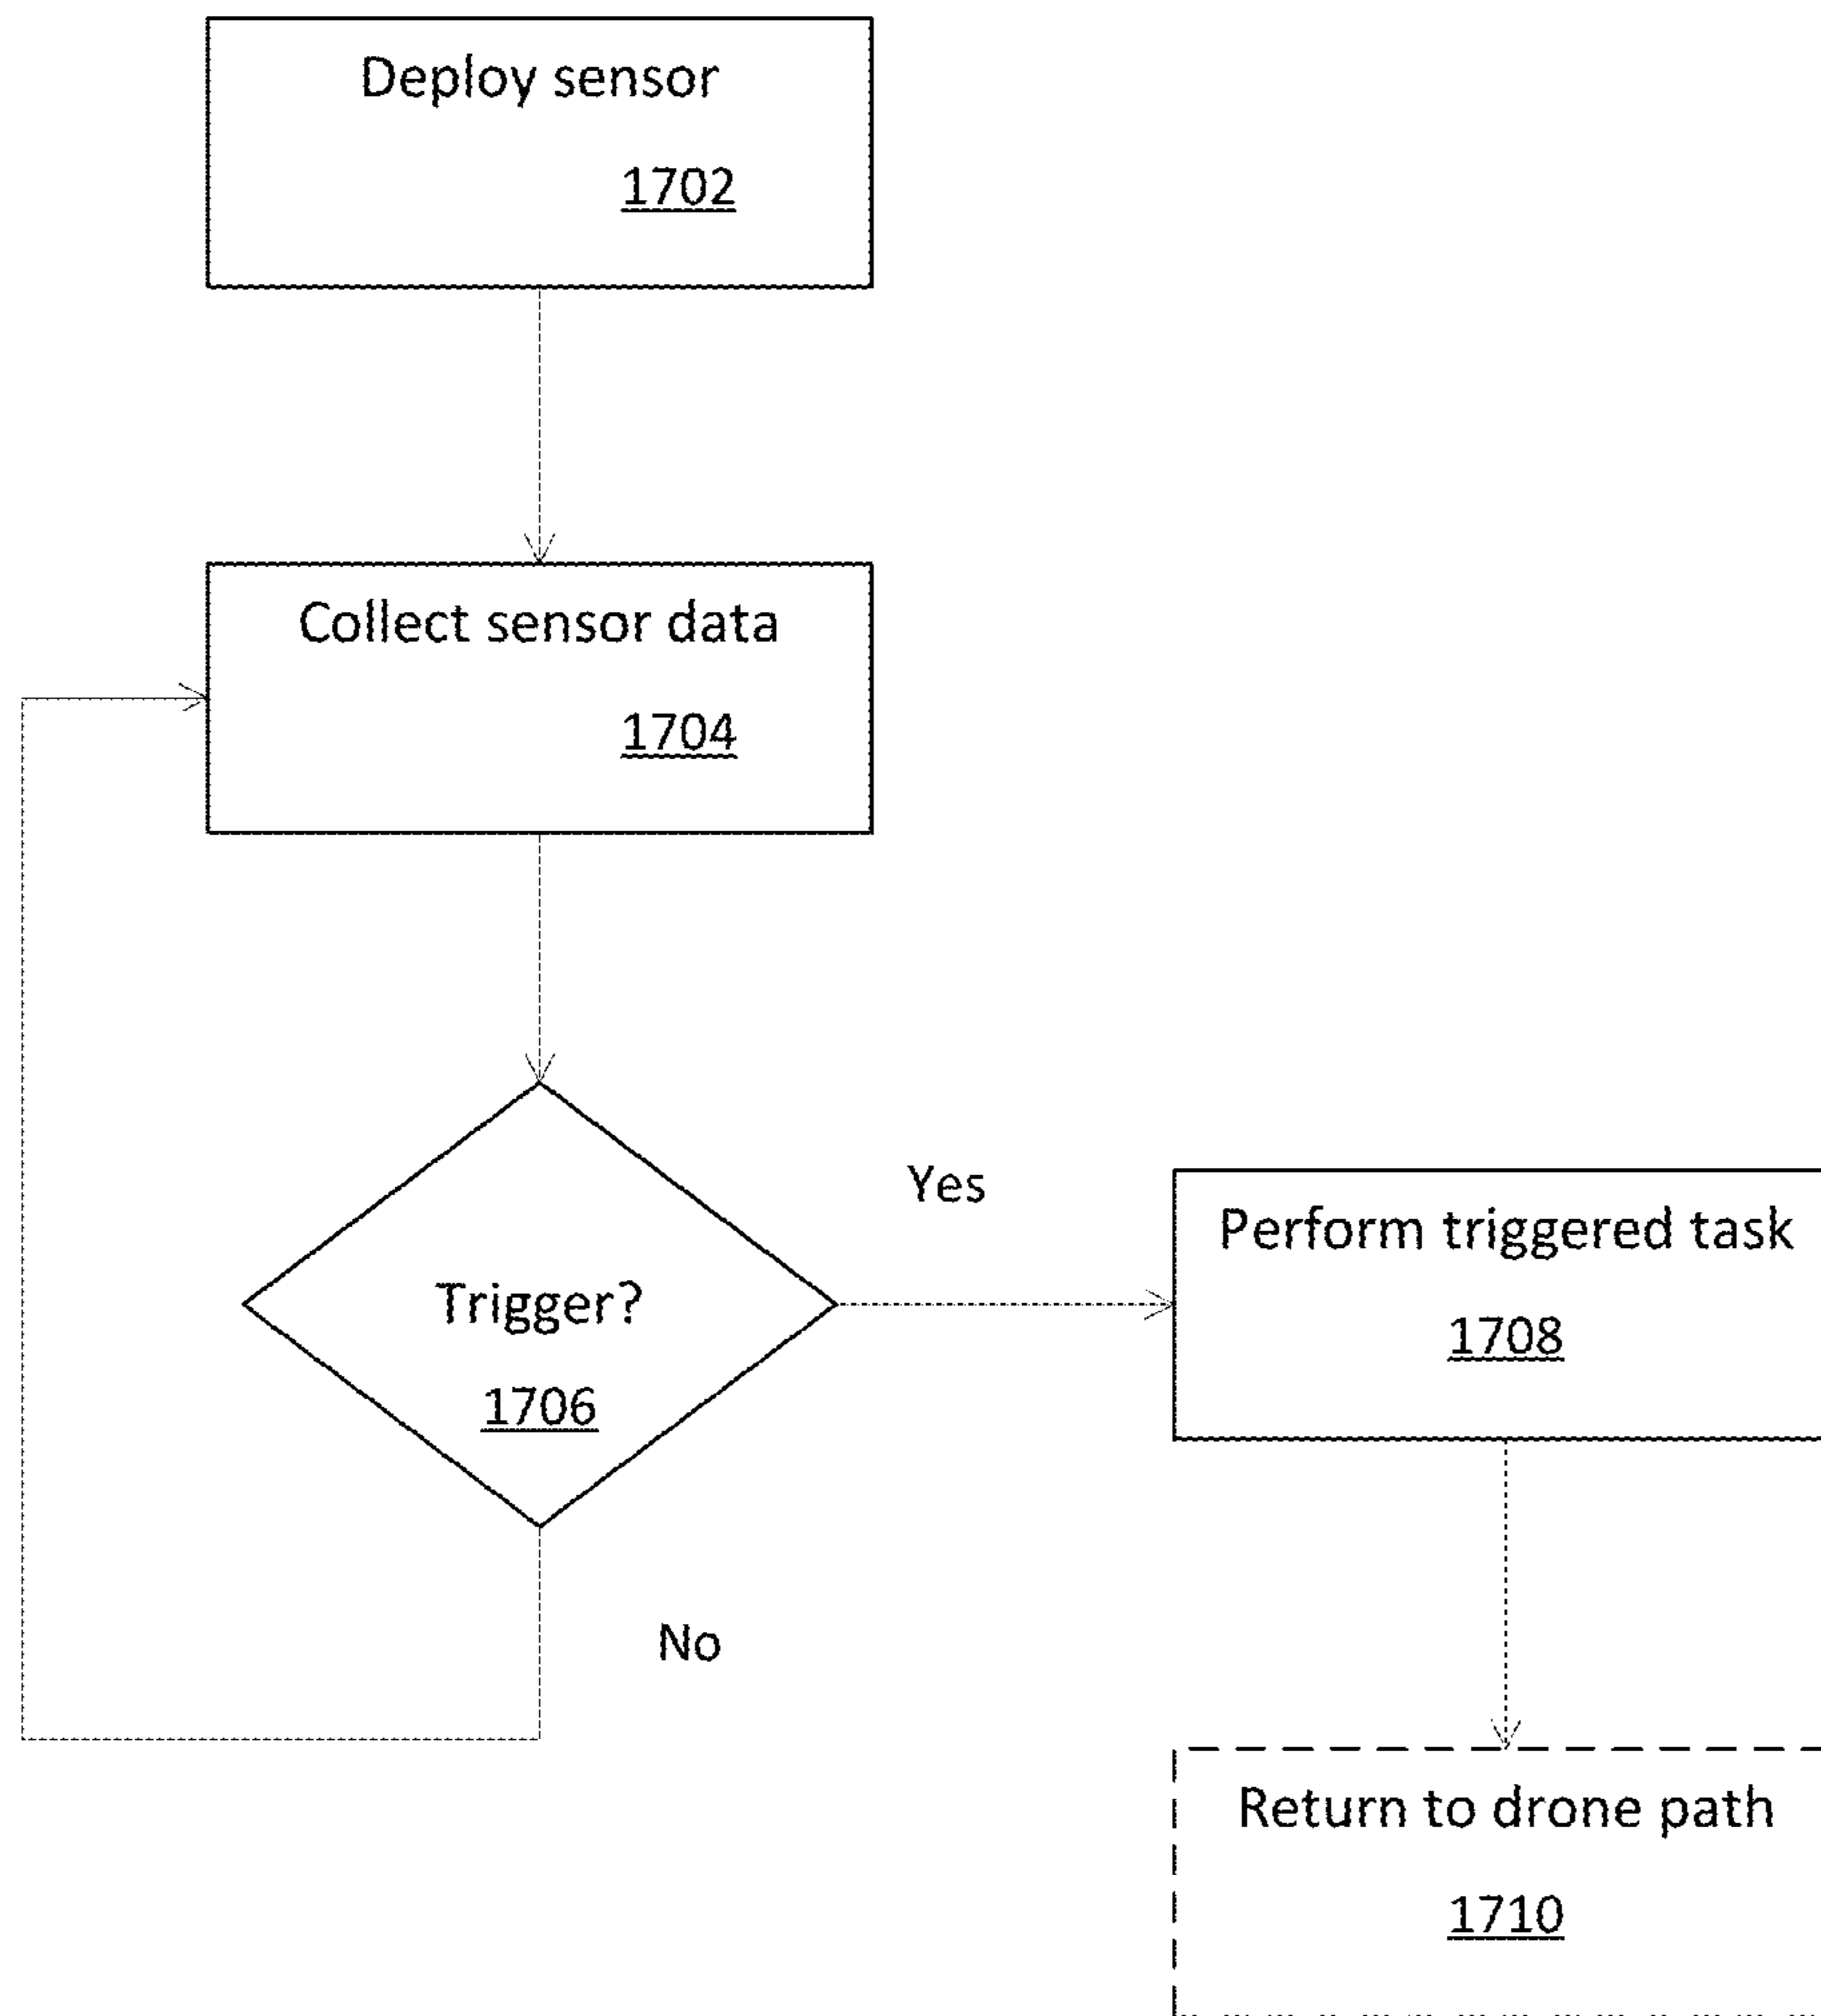 Deploy sensor
1702
Collect sensor data
1704
Trigger?
1706
Yes
No
Perform triggered task
1708
Return to drone path
1710